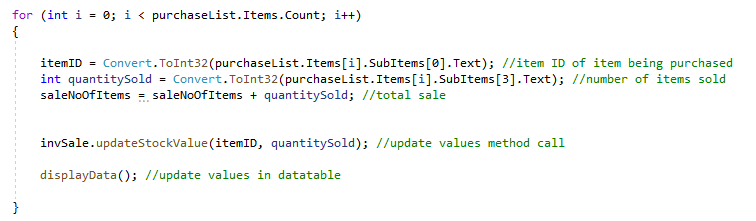 for (int i = 0; i < purchaseList.Items.Count; i++)
{
itemID = Convert.ToInt32(purchaseList.Items[i].SubItems[0].Text); //item ID of item being purchased
int quantitySold = Convert.ToInt32(purchaseList.Items[i].SubItems[3].Text); //number of items sold
saleNoOfItems = saleNoOfItems + quantitySold; //total sale
invSale.updateStockValue(itemID, quantitySold); //update values method call
displayData(); //update values in datatable
}